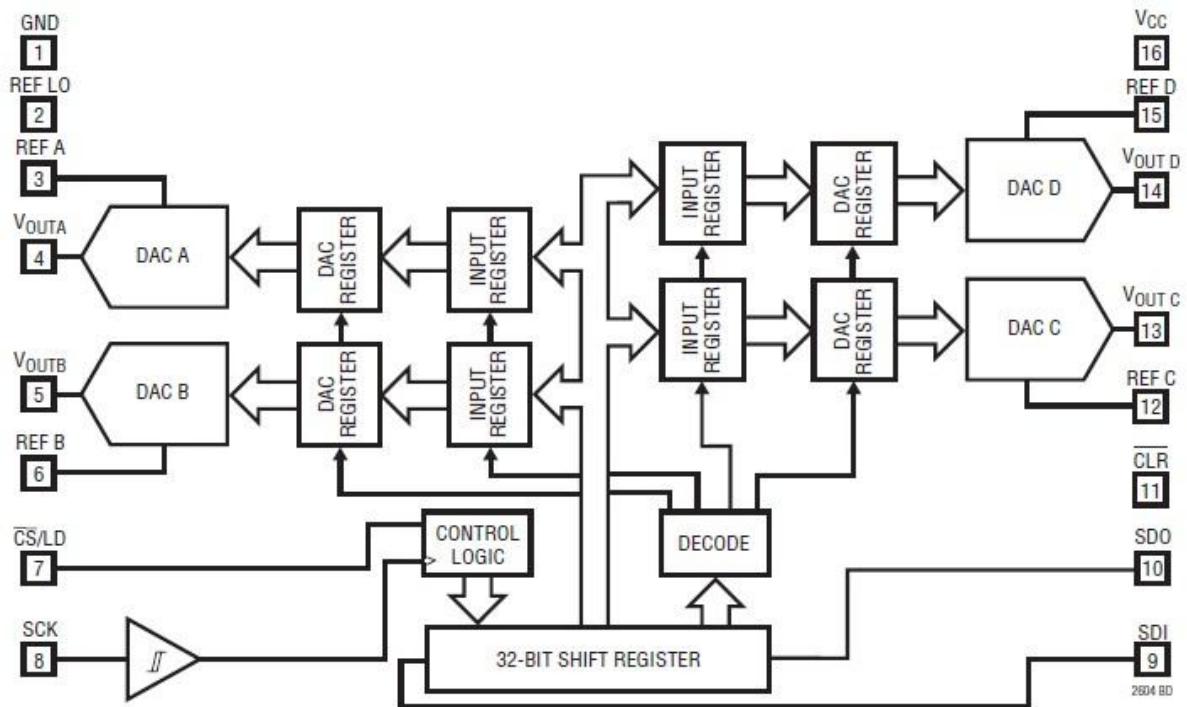 GND
1
REF LO
2
REF A
3
VOUTA
4
VOUTB
5
REF B
6
CS/LD
7
SCK
8
DAC A
DAC
REGISTER
INPUT
REGISTER
DAC B
DAC
REGISTER
INPUT
REGISTER
CONTROL
LOGIC
32-BIT SHIFT REGISTER
DECODE
INPUT
REGISTER
DAC
REGISTER
DAC D
INPUT
REGISTER
DAC
REGISTER
DAC C
VCC
16
REF D
15
VOUT D
14
VOUT C
13
REF C
12
CLR
11
SDO
10
SDI
9
2604 BD